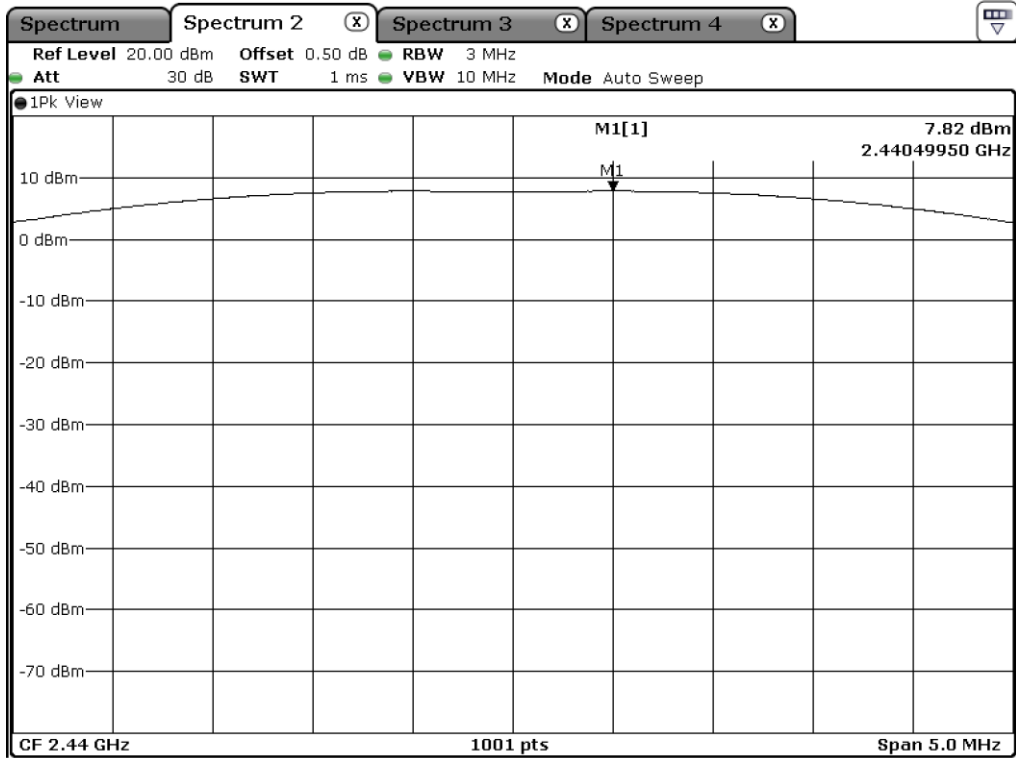 Spectrum Spectrum 2 X Spectrum 3 X Spectrum 4 X
Ref Level 20.00 dBm Offset 0.50 dB RBW 3 MHz
Att 30 dB SWT 1 ms VBW 10 MHz Mode Auto Sweep
1Pk View
M1[1] 7.82 dBm
2.44049950 GHz
M1
10 dBm
0 dBm
-10 dBm
-20 dBm
-30 dBm
-40 dBm
-50 dBm
-60 dBm
-70 dBm
CF 2.44 GHz 1001 pts Span 5.0 MHz